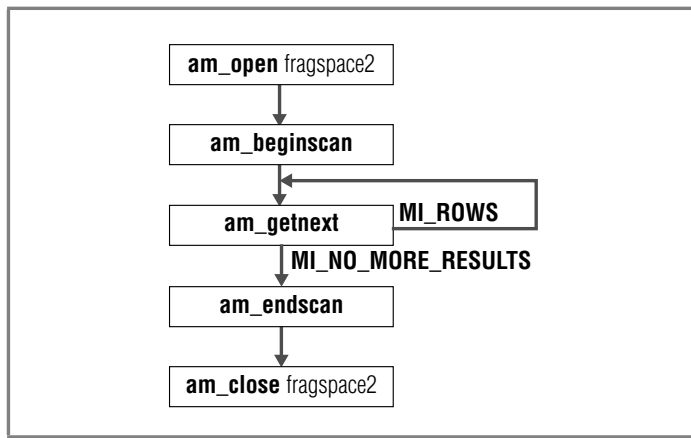 am_open fragspace2
am_beginscan
am_getnext
MI_ROWS
MI_NO_MORE_RESULTS
am_endscan
am_close fragspace2